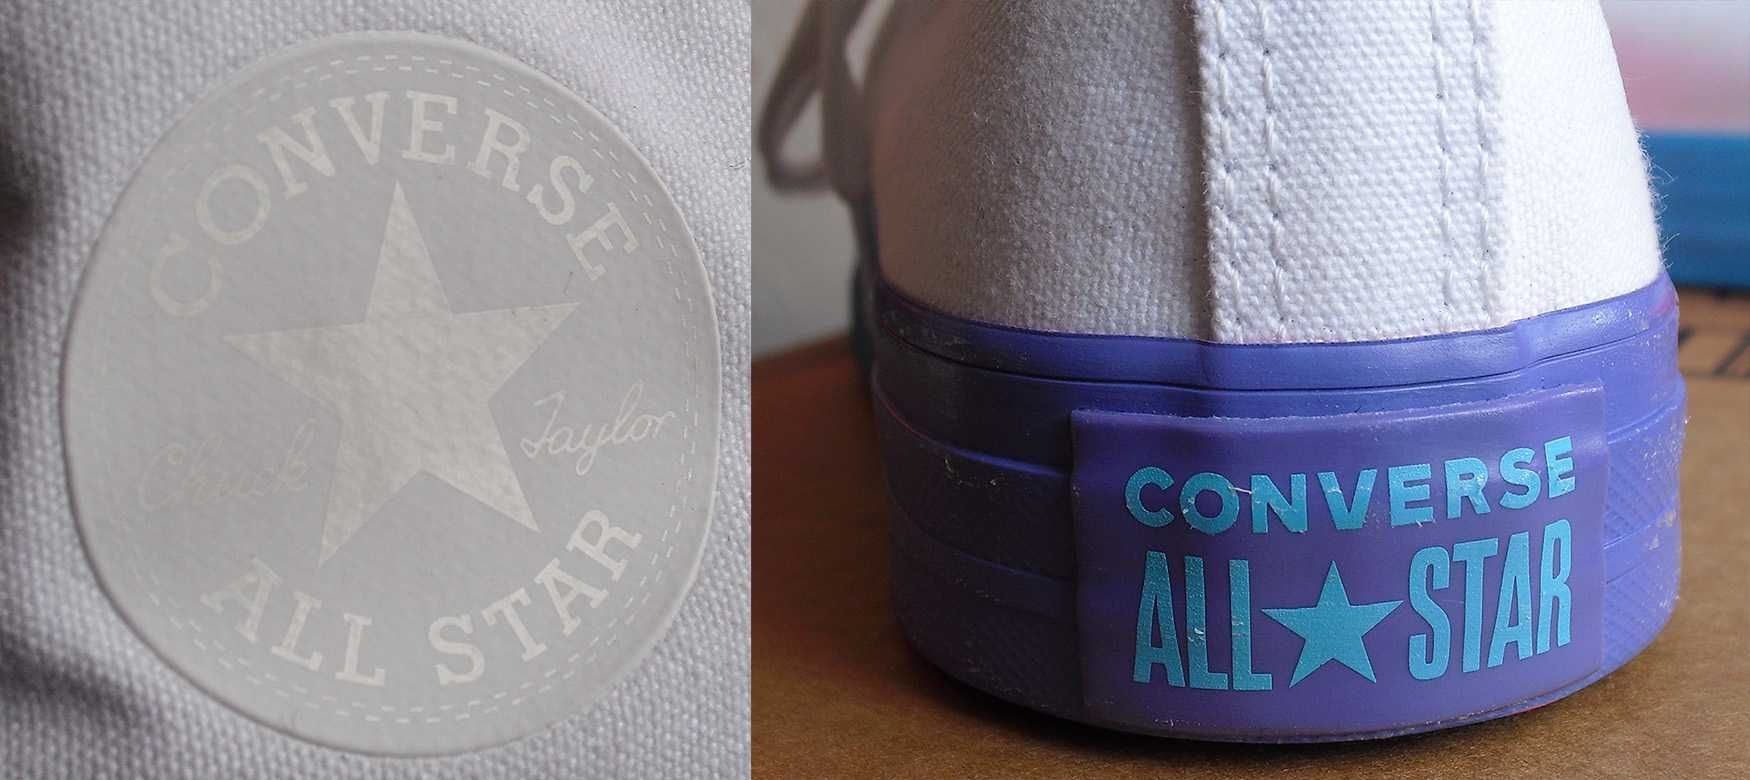 CONVERSE
Chuck Taylor
ALL STAR
CONVERSE
ALL STAR